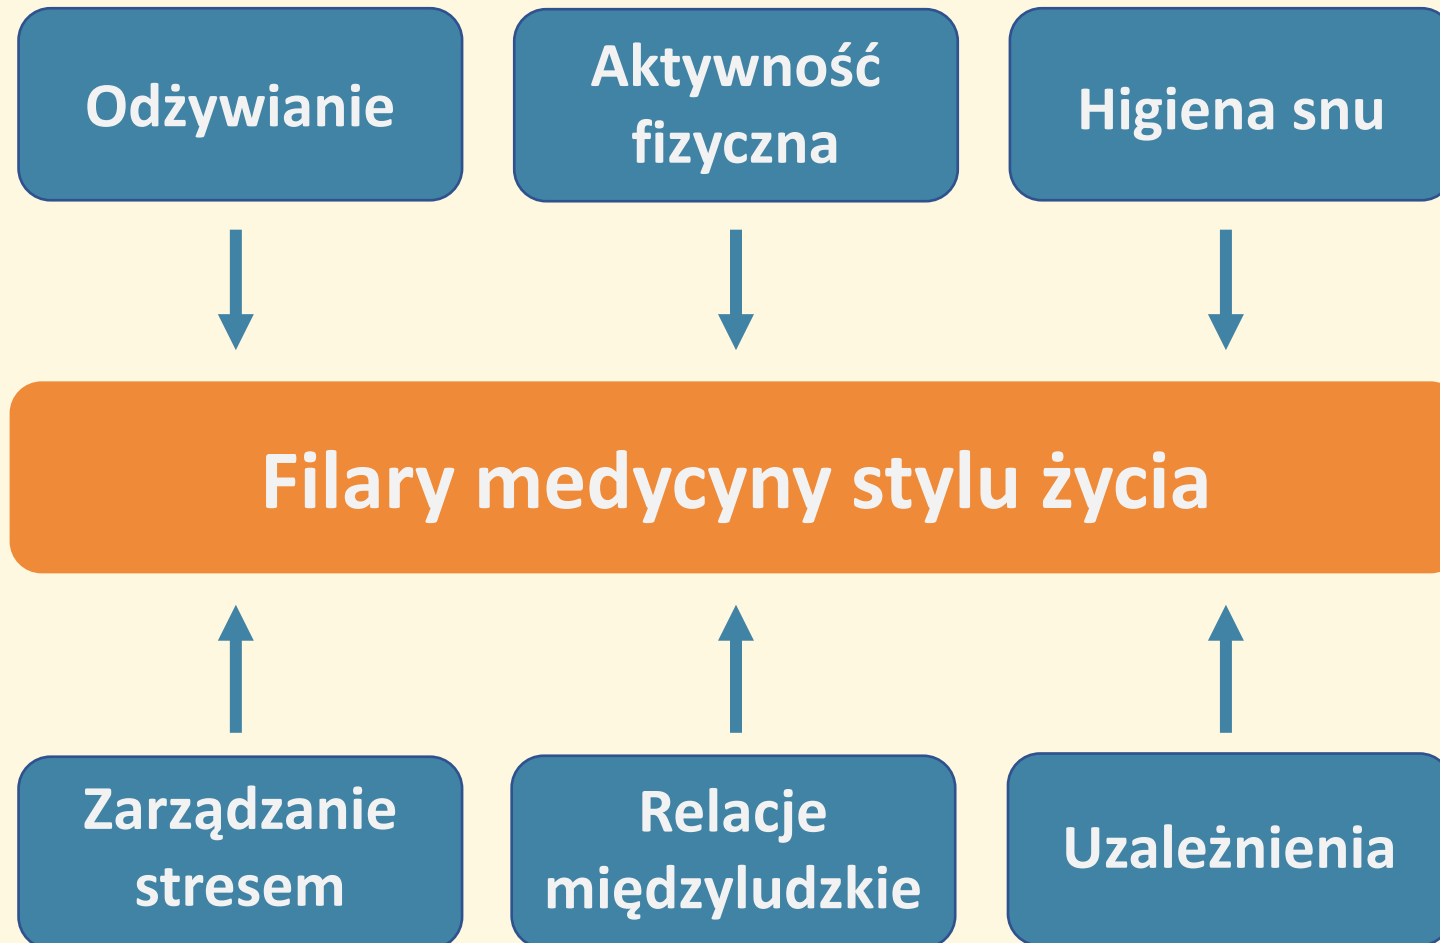 Odżywianie
Aktywność
fizyczna
Higiena snu
Filary medycyny stylu życia
Zarządzanie
stresem
Relacje
międzyludzkie
Uzależnienia